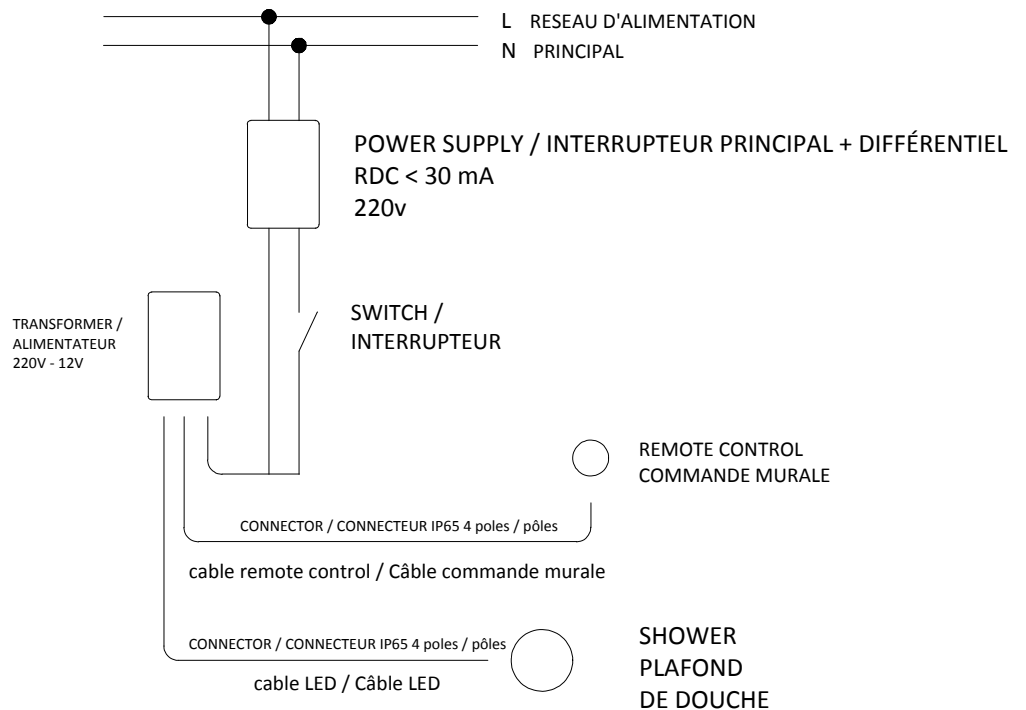 L RESEAU D'ALIMENTATION
N PRINCIPAL
POWER SUPPLY / INTERRUPTEUR PRINCIPAL + DIFFÉRENTIEL
RDC < 30 mA
220v
SWITCH /
INTERRUPTEUR
TRANSFORMER /
ALIMENTATEUR
220V - 12V
REMOTE CONTROL
COMMANDE MURALE
CONNECTOR / CONNECTEUR IP65 4 poles / pôles
cable remote control / Câble commande murale
CONNECTOR / CONNECTEUR IP65 4 poles / pôles
cable LED / Câble LED
SHOWER
PLAFOND
DE DOUCHE